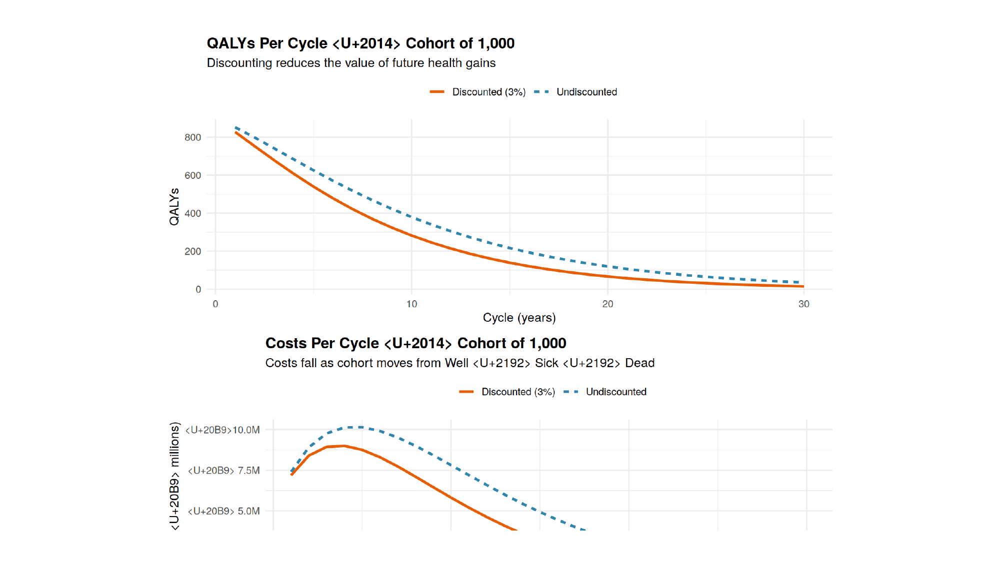 QALYs Per Cycle <U+2014> Cohort of 1,000
Discounting reduces the value of future health gains
Discounted (3%) Undiscounted
QALYs
800
600
400
200
0
0 10 20 30
Cycle (years)
Costs Per Cycle <U+2014> Cohort of 1,000
Costs fall as cohort moves from Well <U+2192> Sick <U+2192> Dead
Discounted (3%) Undiscounted
<U+20B9> millions)
<U+20B9>10.0M
<U+20B9> 7.5M
<U+20B9> 5.0M